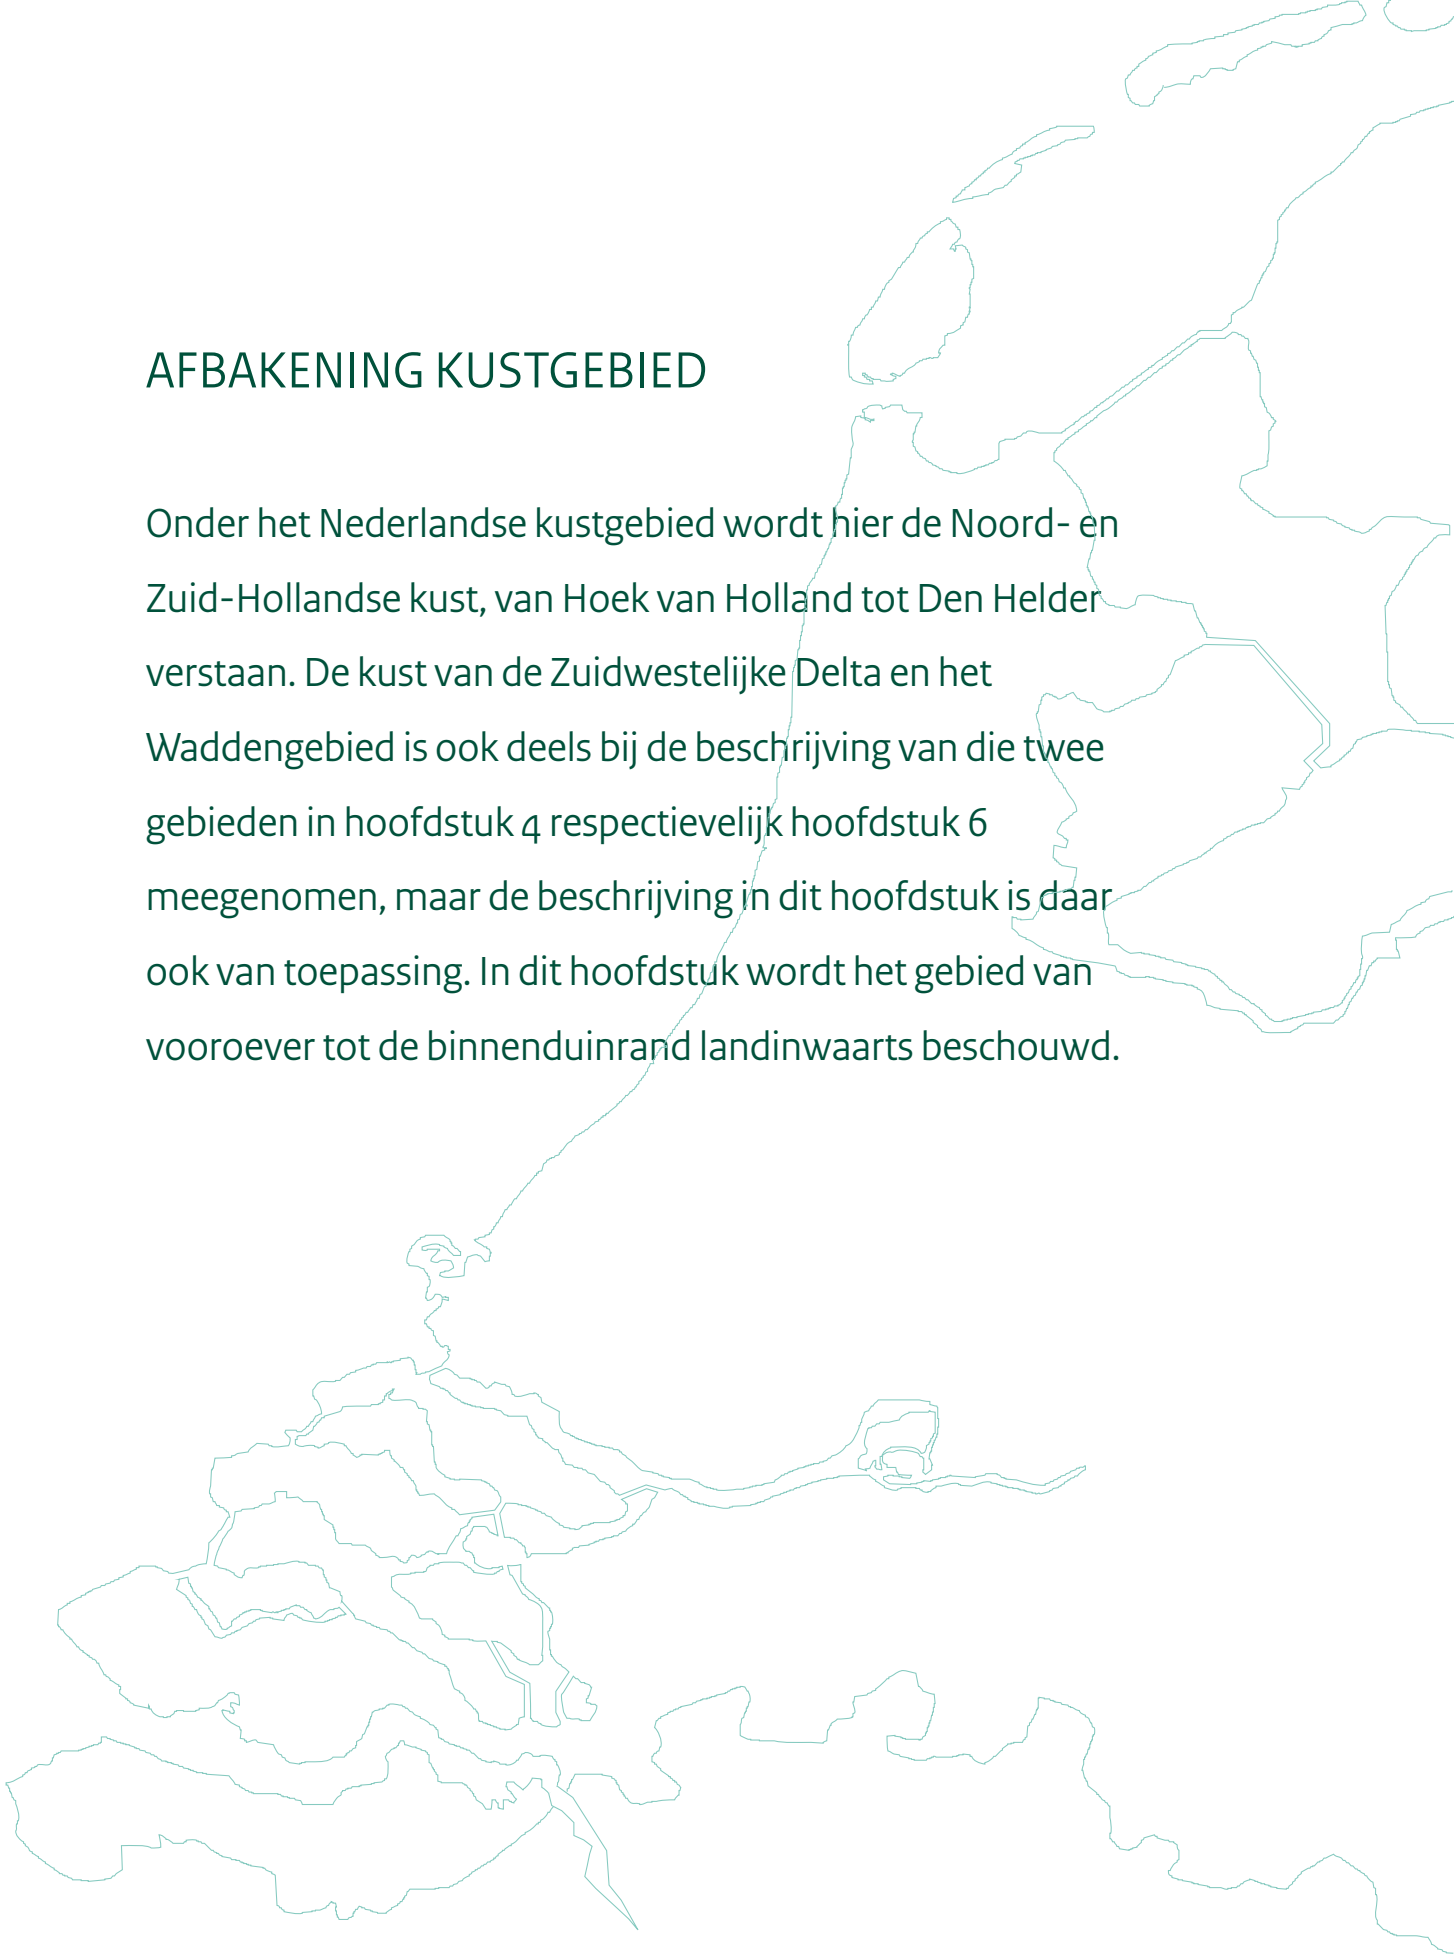 AFBAKENING KUSTGEBIED
Onder het Nederlandse kustgebied wordt hier de Noord- en
Zuid-Hollandse kust, van Hoek van Holland tot Den Helder
verstaan. De kust van de Zuidwestelijke Delta en het
Waddengebied is ook deels bij de beschrijving van die twee
gebieden in hoofdstuk 4 respectievelijk hoofdstuk 6
meegenomen, maar de beschrijving in dit hoofdstuk is daar
ook van toepassing. In dit hoofdstuk wordt het gebied van
vooroever tot de binnenduinrand landinwaarts beschouwd.